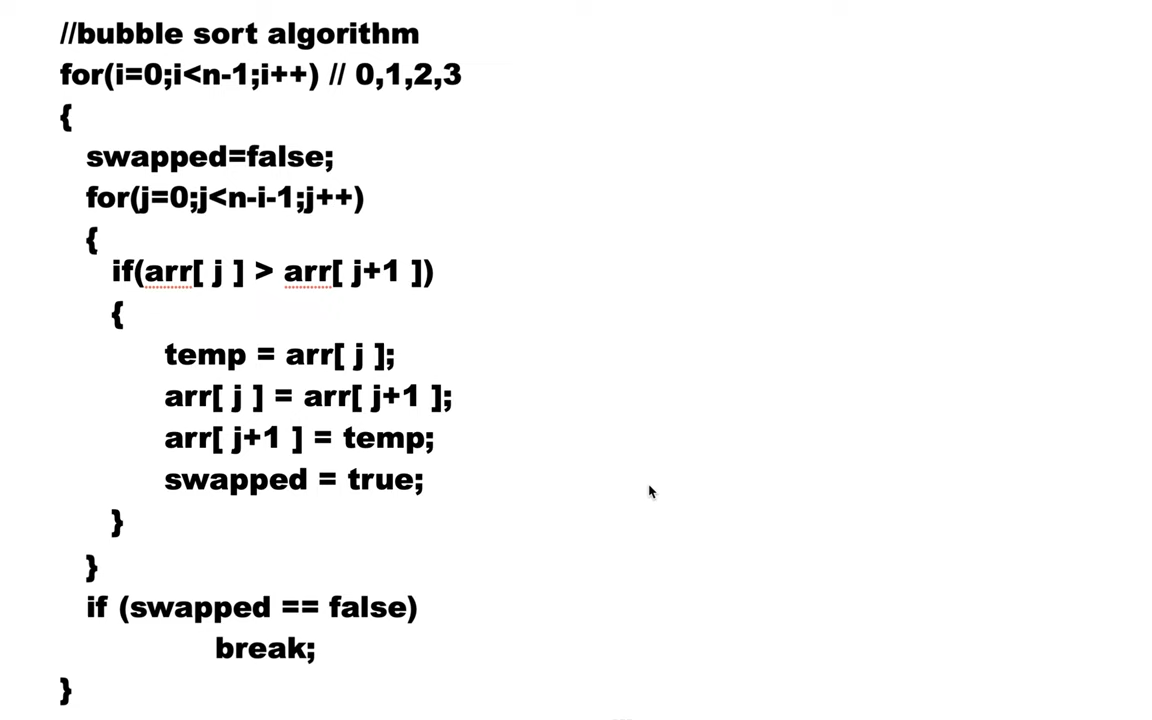 //bubble sort algorithm
for(i=0;i<n-1;i++) // 0,1,2,3
{
swapped=false;
for(j=0;j<n-i-1;j++)
{
if(arr[ j ] > arr[ j+1 ])
{
temp = arr[ j ];
arr[ j ] = arr[ j+1 ];
arr[ j+1 ] = temp;
swapped = true;
}
}
if (swapped == false)
break;
}